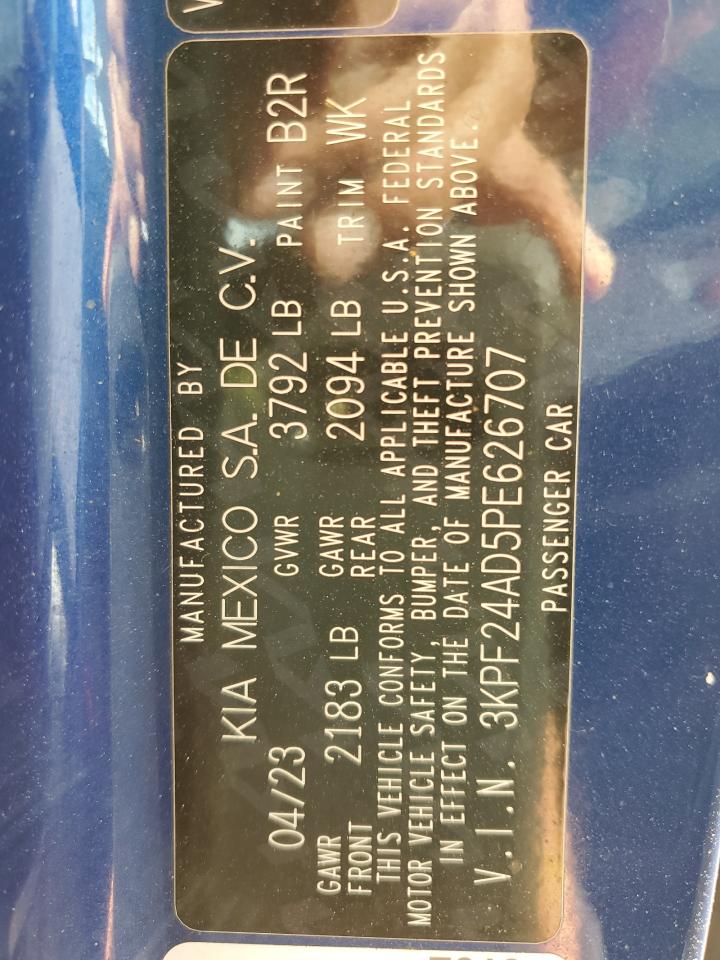 MANUFACTURED BY
KIA MEXICO S.A. DE C.V.
04/23 GVWR 3792 LB PAINT B2R
GAWR FRONT 2183 LB GAWR REAR 2094 LB TRIM WK
THIS VEHICLE CONFORMS TO ALL APPLICABLE U.S.A. FEDERAL
MOTOR VEHICLE SAFETY, BUMPER, AND THEFT PREVENTION STANDARDS
IN EFFECT ON THE DATE OF MANUFACTURE SHOWN ABOVE.
V.I.N. 3KPF24AD5PE626707
PASSENGER CAR